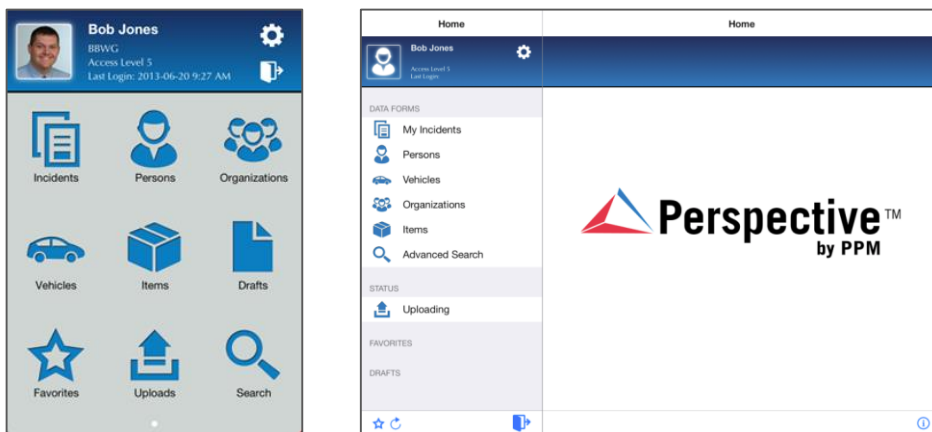 Bob Jones
BBWG
Access Level 5
Last Login: 2013-06-20 9:27 AM
Incidents
Persons
Organizations
Vehicles
Items
Drafts
Favorites
Uploads
Search
Home
Home
Bob Jones
Access Level 5
Last Login
DATA FORMS
My Incidents
Persons
Vehicles
Organizations
Items
Advanced Search
STATUS
Uploading
FAVORITES
DRAFTS
Perspective™
by PPM